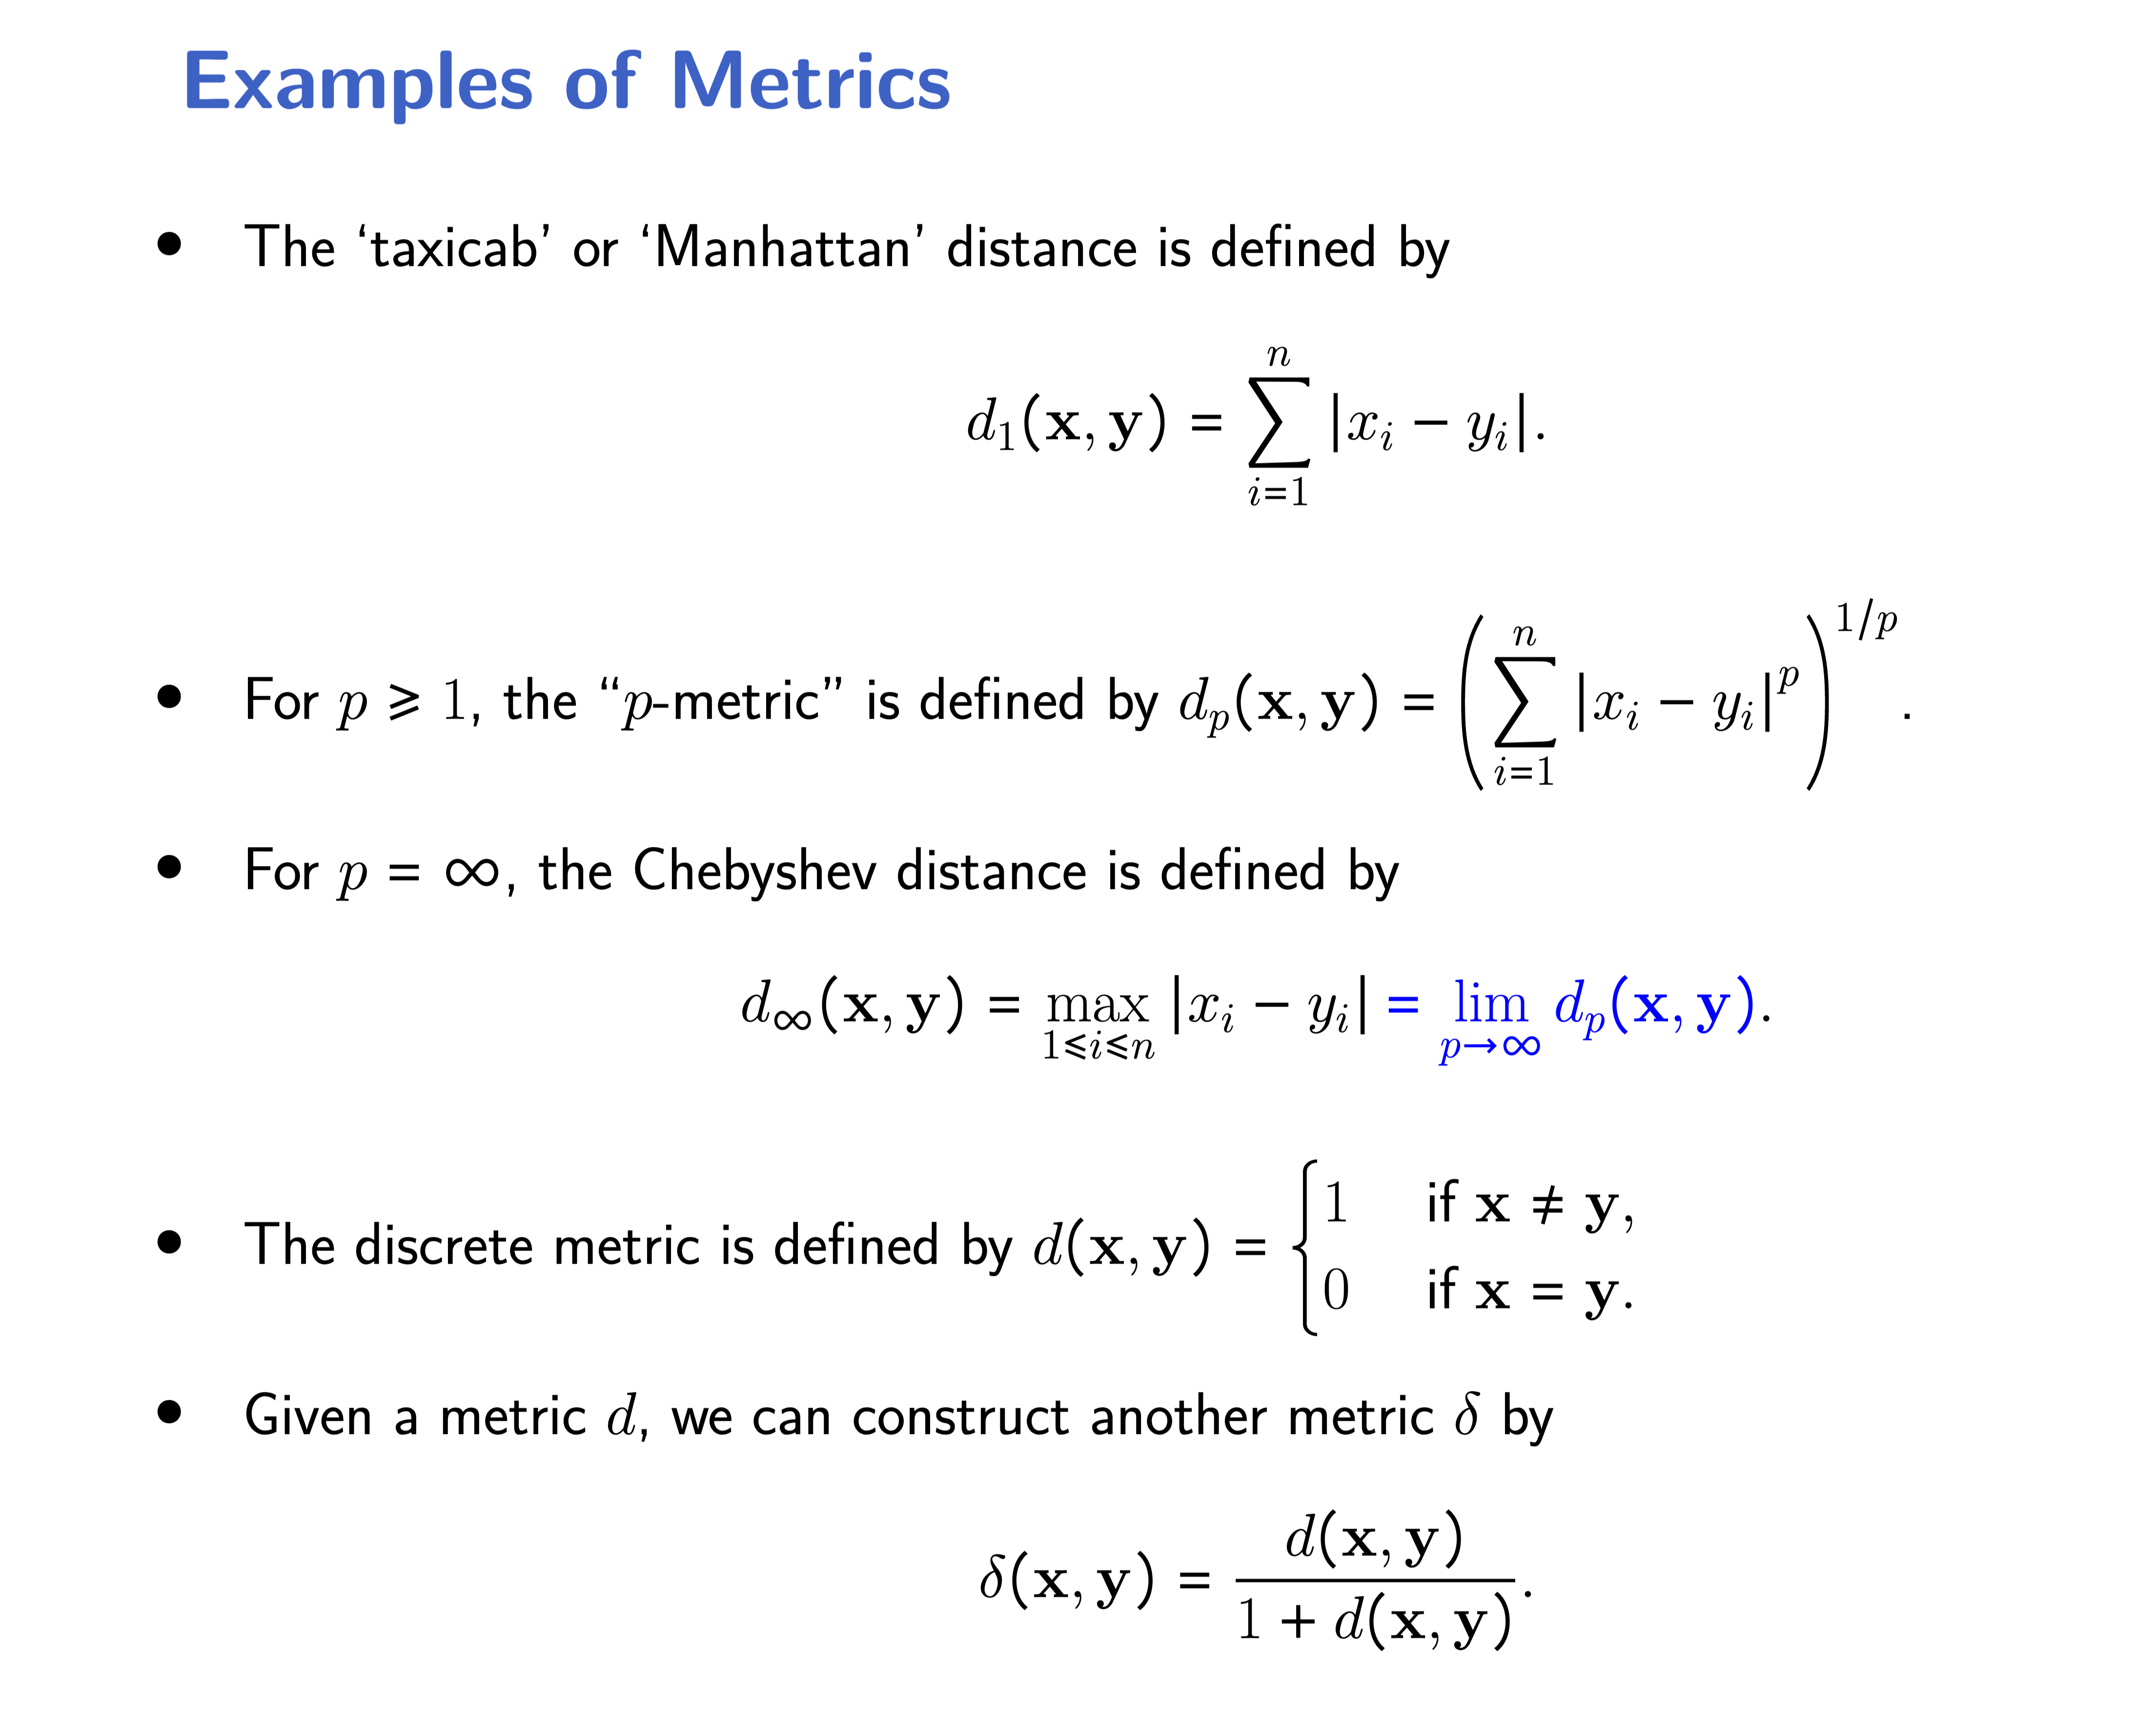 Examples of Metrics
• The ‘taxicab’ or ‘Manhattan’ distance is defined by
$d_1(\mathbf{x}, \mathbf{y}) = \sum_{i=1}^{n} |x_i - y_i|.$
• For $p \geqslant 1$, the “$p$-metric” is defined by $d_p(\mathbf{x}, \mathbf{y}) = \left( \sum_{i=1}^{n} |x_i - y_i|^p \right)^{1/p}.$
• For $p = \infty$, the Chebyshev distance is defined by
$d_\infty(\mathbf{x}, \mathbf{y}) = \max_{1 \leqslant i \leqslant n} |x_i - y_i| = \lim_{p \to \infty} d_p(\mathbf{x}, \mathbf{y}).$
• The discrete metric is defined by $d(\mathbf{x}, \mathbf{y}) = \begin{cases} 1 & \text{if } \mathbf{x} \neq \mathbf{y}, \\ 0 & \text{if } \mathbf{x} = \mathbf{y}. \end{cases}$
• Given a metric $d$, we can construct another metric $\delta$ by
$\delta(\mathbf{x}, \mathbf{y}) = \frac{d(\mathbf{x}, \mathbf{y})}{1 + d(\mathbf{x}, \mathbf{y})}.$